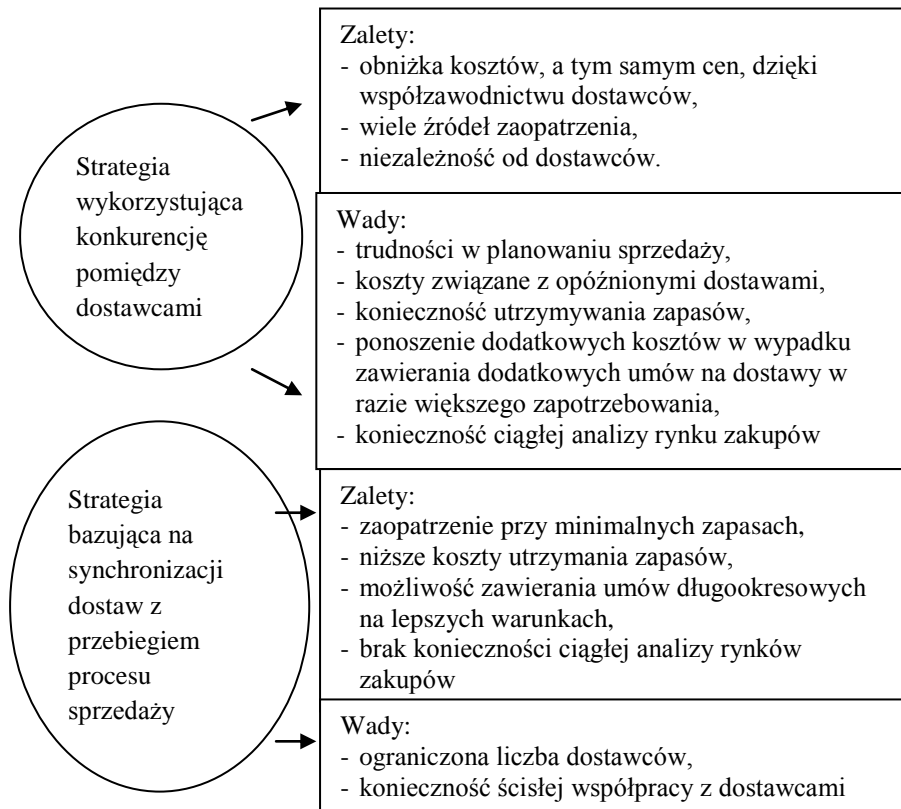 Strategia
wykorzystująca
konkurencję
pomiędzy
dostawcami
Zalety:
- obniżka kosztów, a tym samym cen, dzięki
współzawodnictwu dostawców,
- wiele źródeł zaopatrzenia,
- niezależność od dostawców.
Wady:
- trudności w planowaniu sprzedaży,
- koszty związane z opóźnionymi dostawami,
- konieczność utrzymywania zapasów,
- ponoszenie dodatkowych kosztów w wypadku
zawierania dodatkowych umów na dostawy w
razie większego zapotrzebowania,
- konieczność ciągłej analizy rynku zakupów
Strategia
bazująca na
synchronizacji
dostaw z
przebiegiem
procesu
sprzedaży
Zalety:
- zaopatrzenie przy minimalnych zapasach,
- niższe koszty utrzymania zapasów,
- możliwość zawierania umów długookresowych
na lepszych warunkach,
- brak konieczności ciągłej analizy rynków
zakupów
Wady:
- ograniczona liczba dostawców,
- konieczność ścisłej współpracy z dostawcami